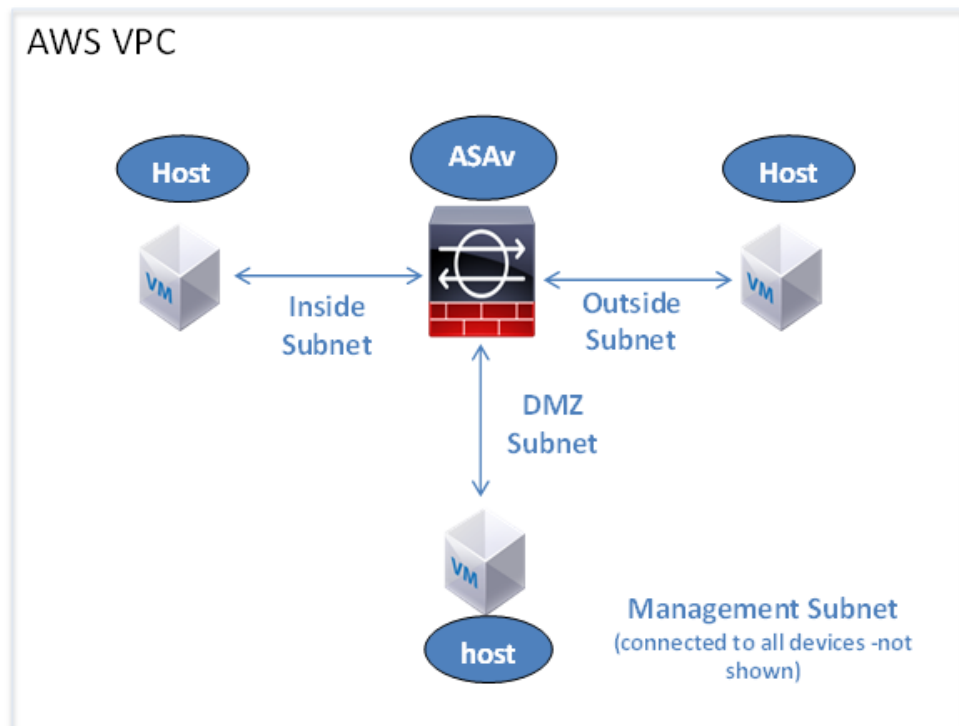 AWS VPC
Host
ASAv
Host
VM
VM
Inside
Subnet
Outside
Subnet
DMZ
Subnet
VM
host
Management Subnet
(connected to all devices -not
shown)